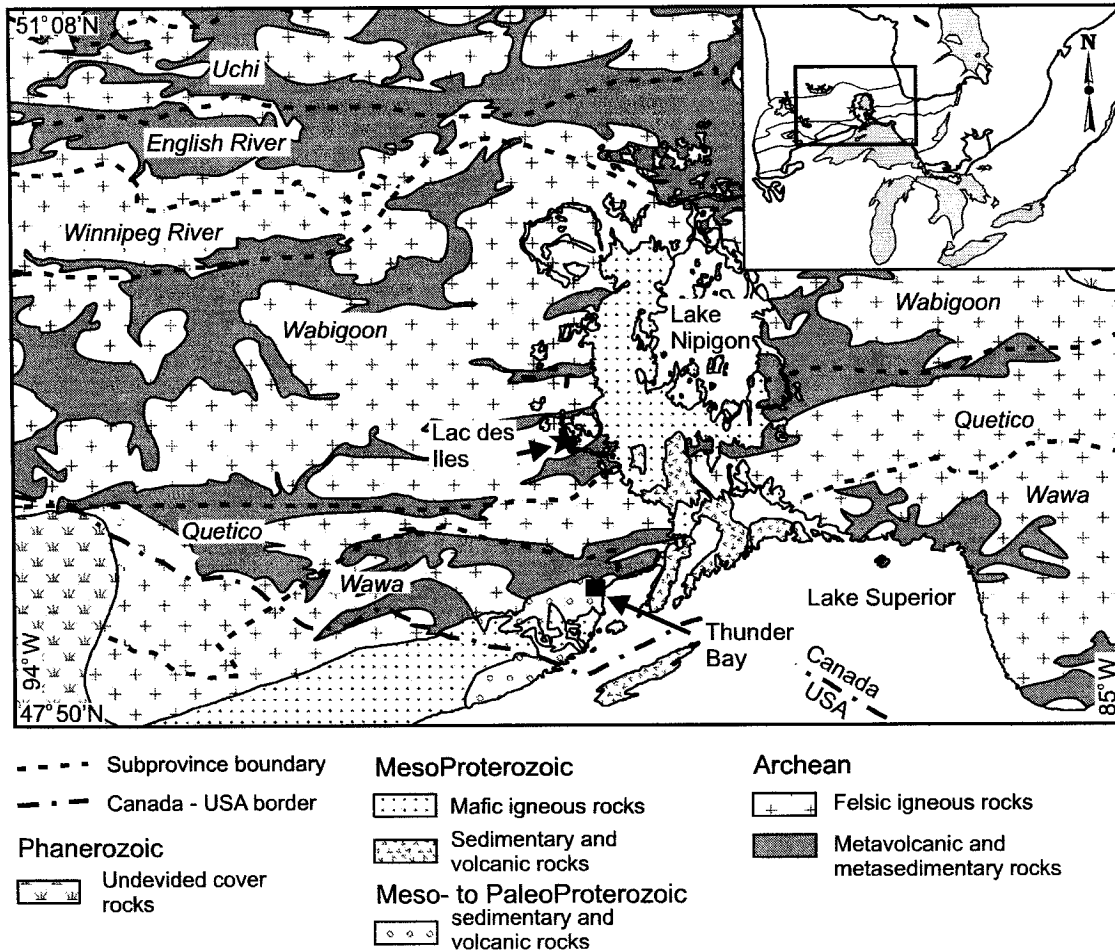 51°08'N
Uchi
N
English River
Winnipeg River
Wabigoon
Lake
Nipigon
Wabigoon
Lac des
Iles
Quetico
Wawa
Quetico
Wawa
Lake Superior
Thunder
Bay
Canada
USA
94°W
47°50'N
85°W
Subprovince boundary
Canada - USA border
Phanerozoic
Undevided cover
rocks
MesoProterozoic
Mafic igneous rocks
Sedimentary and
volcanic rocks
Meso- to PaleoProterozoic
sedimentary and
volcanic rocks
Archean
Felsic igneous rocks
Metavolcanic and
metasedimentary rocks